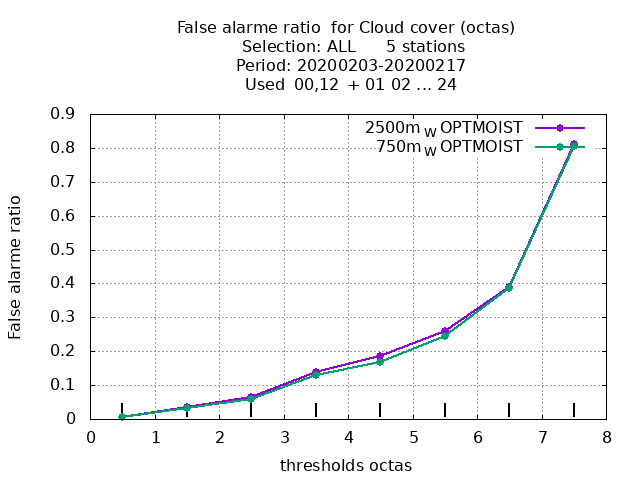 False alarme ratio  for Cloud cover (octas)
Selection: ALL      5 stations
Period: 20200203-20200217
Used  00,12  + 01 02 ... 24
2500m_W OPTMOIST
750m_W OPTMOIST
False alarme ratio
0.9
0.8
0.7
0.6
0.5
0.4
0.3
0.2
0.1
0
0 1 2 3 4 5 6 7 8
thresholds octas